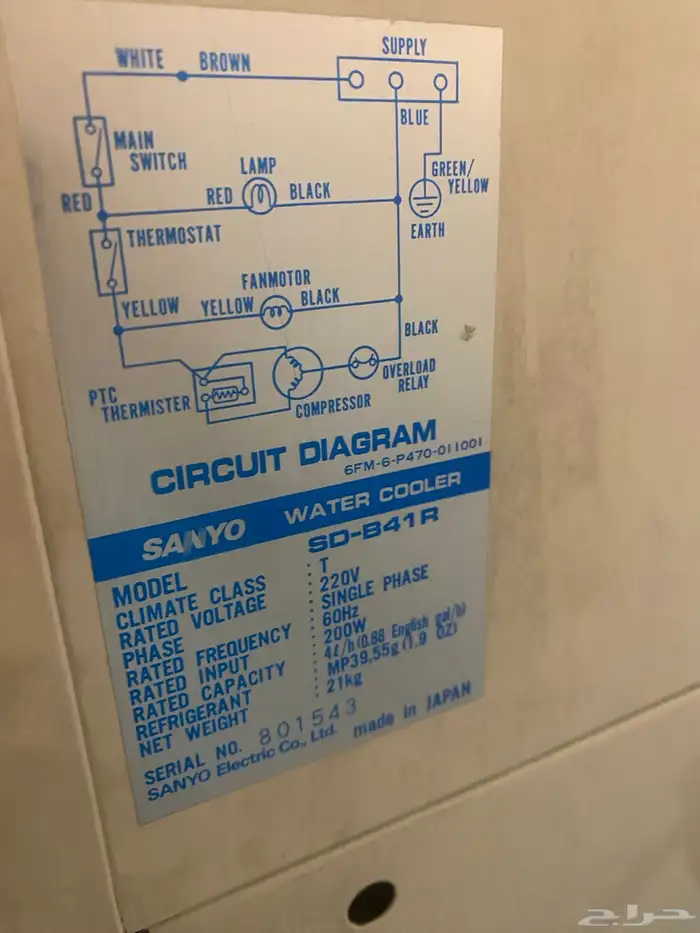 SUPPLY
WHITE BROWN
BLUE
MAIN SWITCH
LAMP
GREEN/YELLOW
RED
RED BLACK
EARTH
THERMOSTAT
FANMOTOR
YELLOW YELLOW BLACK
BLACK
OVERLOAD RELAY
PTC THERMISTER
COMPRESSOR
CIRCUIT DIAGRAM
6FM-6-P470-011001
SANYO WATER COOLER
MODEL : SD-B41R
CLIMATE CLASS : T
RATED VOLTAGE : 220V
PHASE : SINGLE PHASE
RATED FREQUENCY : 60Hz
RATED INPUT : 200W
RATED CAPACITY : 4ℓ/h (0.88 English gal/h)
REFRIGERANT : MP39.55g (1.9 OZ)
NET WEIGHT : 21kg
SERIAL NO. 801543
SANYO Electric Co., Ltd. made in JAPAN
حراج